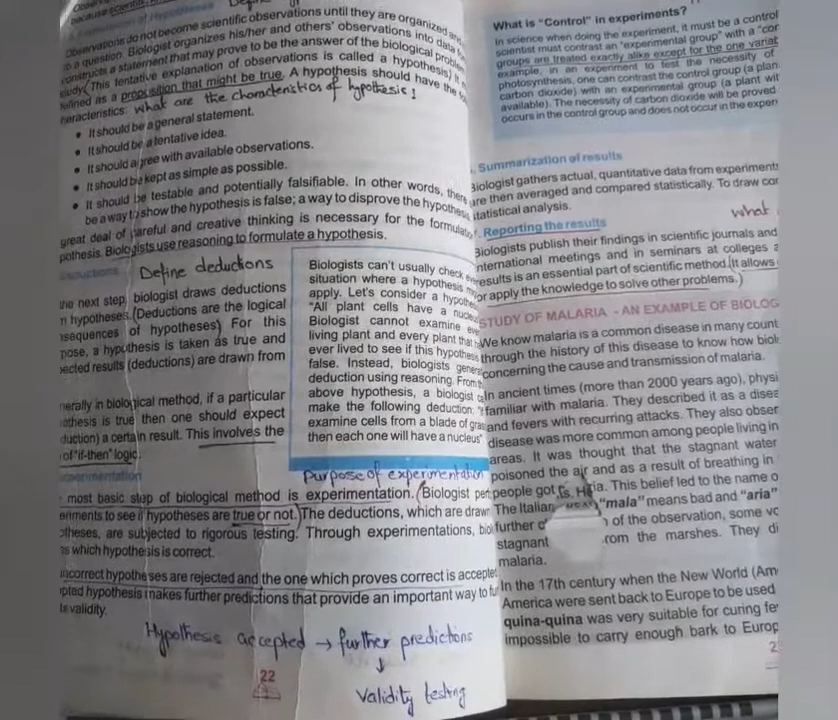 because scientific
Define
Formulation of Hypotheses
Observations do not become scientific observations until they are organized and
to a question. Biologist organizes his/her and others' observations into data
constructs a statement that may prove to be the answer of the biological problem
study. (This tentative explanation of observations is called a hypothesis) It
defined as a proposition that might be true. A hypothesis should have the
characteristics: what are the characteristics of hypothesis!
• It should be a general statement.
• It should be a tentative idea.
• It should agree with available observations.
• It should be kept as simple as possible.
• It should be testable and potentially falsifiable. In other words, there
be a way to show the hypothesis is false; a way to disprove the hypothesis
great deal of careful and creative thinking is necessary for the formulation
pothesis. Biologists use reasoning to formulate a hypothesis.
Deductions Define deductions
the next step, biologist draws deductions
m hypotheses. (Deductions are the logical
nsequences of hypotheses) For this
pose, a hypothesis is taken as true and
pected results (deductions) are drawn from
nerally in biological method, if a particular
othesis is true then one should expect
duction) a certain result. This involves the
of "if-then" logic.
Biologists can't usually check
situation where a hypothesis
apply. Let's consider a hypothe
"All plant cells have a nucle
Biologist cannot examine
living plant and every plant
ever lived to see if this hypothesis
false. Instead, biologists
deduction using reasoning. From
above hypothesis, a biologist
make the following deduction:
examine cells from a blade of gras
then each one will have a nucleus"
xperimentation
purpose of experimentation
most basic step of biological method is experimentation. (Biologist
eriments to see if hypotheses are true or not.) The deductions, which are drawn
otheses, are subjected to rigorous testing. Through experimentations,
ns which hypothesis is correct.
incorrect hypotheses are rejected and the one which proves correct is accepted
pted hypothesis makes further predictions that provide an important way to
ts validity.
Hypothesis accepted → further predictions
↓
Validity testing
22
What is "Control" in experiments?
In science when doing the experiment, it must be a control
scientist must contrast an "experimental group" with a "con
groups are treated exactly alike except for the one variab
example, in an experiment to test the necessity of
photosynthesis, one can contrast the control group (a plan
carbon dioxide) with an experimental group (a plant wit
available). The necessity of carbon dioxide will be proved
occurs in the control group and does not occur in the experi
Summarization of results
Biologist gathers actual, quantitative data from experiments
are then averaged and compared statistically. To draw con
statistical analysis.
Reporting the results
what
Biologists publish their findings in scientific journals and
nternational meetings and in seminars at colleges a
results is an essential part of scientific method. (It allows
or apply the knowledge to solve other problems.)
STUDY OF MALARIA - AN EXAMPLE OF BIOLOG
We know malaria is a common disease in many count
through the history of this disease to know how biol
concerning the cause and transmission of malaria.
In ancient times (more than 2000 years ago), physi
familiar with malaria. They described it as a disea
and fevers with recurring attacks. They also obser
disease was more common among people living in
areas. It was thought that the stagnant water
poisoned the air and as a result of breathing in
people got ria. This belief led to the name o
The Italian "mala" means bad and "aria"
further of the observation, some vo
stagnant from the marshes. They di
malaria.
In the 17th century when the New World (Am
America were sent back to Europe to be used
quina-quina was very suitable for curing fe
impossible to carry enough bark to Europ
2